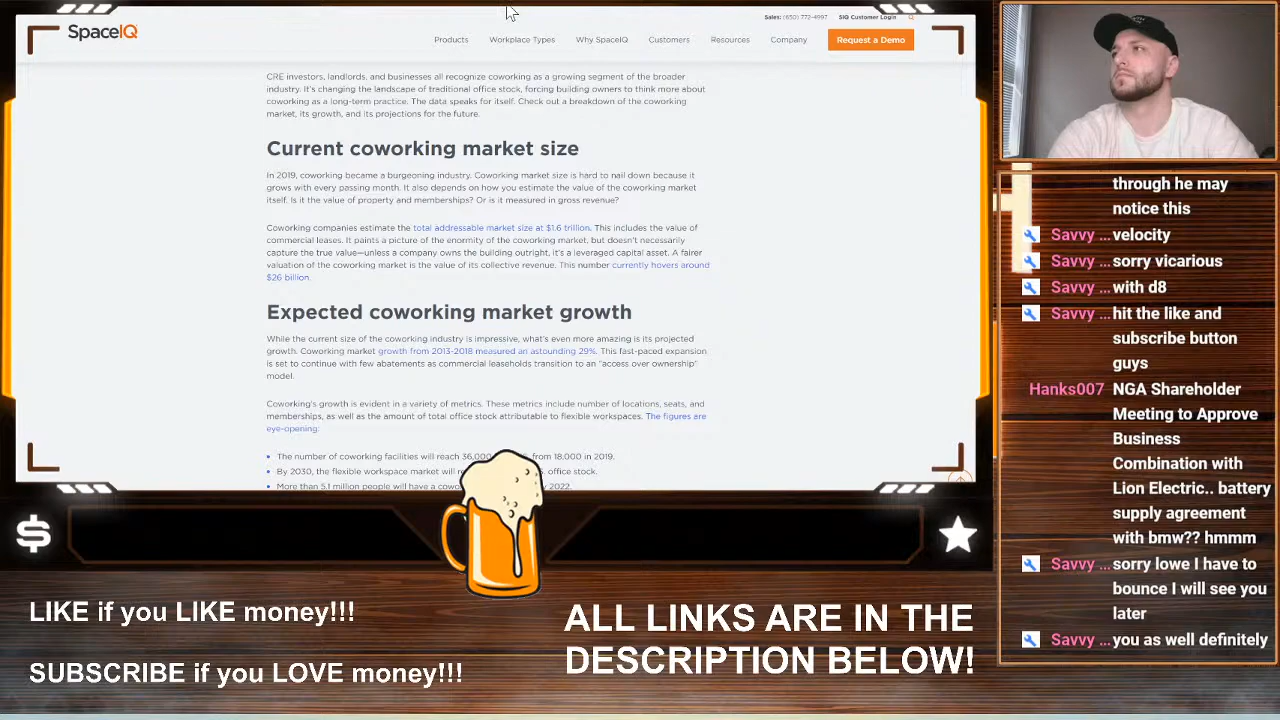 Sales: (650) 772-4997 SIQ Customer Login
SpaceIQ
Products Workplace Types Why SpaceIQ Customers Resources Company Request a Demo
CRE investors, landlords, and businesses all recognize coworking as a growing segment of the broader
industry. It's changing the landscape of traditional office stock, forcing building owners to think more about
coworking as a long-term practice. The data speaks for itself. Check out a breakdown of the coworking
market, its growth, and its projections for the future.
Current coworking market size
In 2019, coworking became a burgeoning industry. Coworking market size is hard to nail down because it
grows with every passing month. It also depends on how you estimate the value of the coworking market
itself. Is it the value of property and memberships? Or is it measured in gross revenue?
Coworking companies estimate the total addressable market size at $1.6 trillion. This includes the value of
commercial leases. It paints a picture of the enormity of the coworking market, but doesn't necessarily
capture the true value—unless a company owns the building outright, it's a leveraged capital asset. A fairer
valuation of the coworking market is the value of its collective revenue. This number currently hovers around
$26 billion.
Expected coworking market growth
While the current size of the coworking industry is impressive, what's even more amazing is its projected
growth. Coworking market growth from 2013-2018 measured an astounding 29%. This fast-paced expansion
is set to continue with few abatements as commercial leaseholds transition to an "access over ownership"
model.
Coworking's growth is evident in a variety of metrics. These metrics include number of locations, seats, and
memberships, as well as the amount of total office stock attributable to flexible workspaces. The figures are
eye-opening:
• The number of coworking facilities will reach 36,000 from 18,000 in 2019.
• By 2030, the flexible workspace market will office stock.
• More than 5.1 million people will have a 2022.
through he may
notice this
Savvy ... velocity
Savvy ... sorry vicarious
Savvy ... with d8
Savvy ... hit the like and
subscribe button
guys
Hanks007 NGA Shareholder
Meeting to Approve
Business
Combination with
Lion Electric.. battery
supply agreement
with bmw?? hmmm
Savvy ... sorry lowe I have to
bounce I will see you
later
Savvy ... you as well definitely
LIKE if you LIKE money!!!
SUBSCRIBE if you LOVE money!!!
ALL LINKS ARE IN THE
DESCRIPTION BELOW!